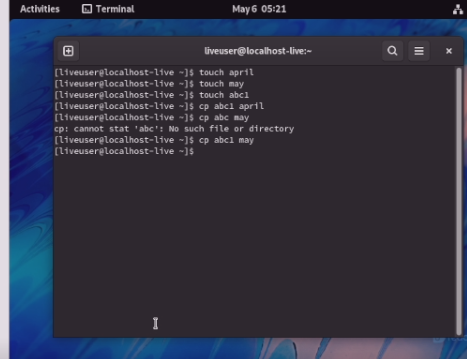 Activities Terminal May 6 05:21
liveuser@localhost-live:~
[liveuser@localhost-live ~]$ touch april
[liveuser@localhost-live ~]$ touch may
[liveuser@localhost-live ~]$ touch abc1
[liveuser@localhost-live ~]$ cp abc1 april
[liveuser@localhost-live ~]$ cp abc may
cp: cannot stat 'abc': No such file or directory
[liveuser@localhost-live ~]$ cp abc1 may
[liveuser@localhost-live ~]$